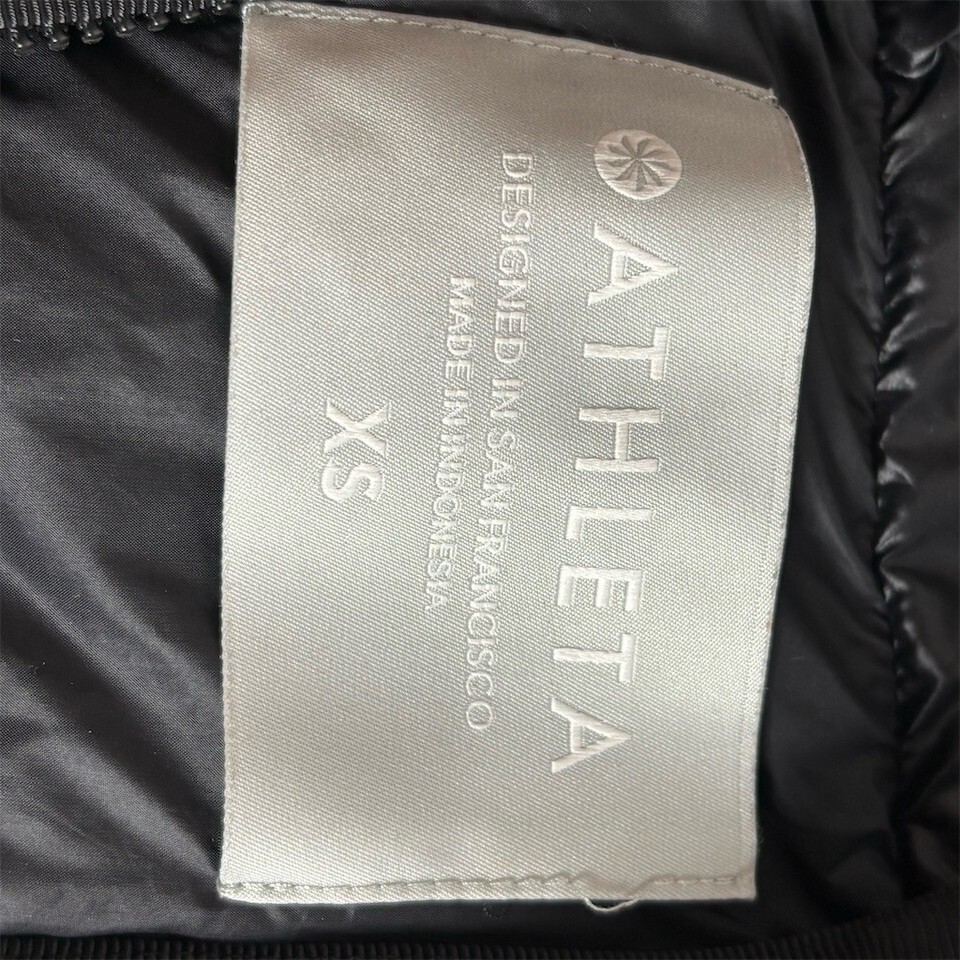 ATHLETA
DESIGNED IN SAN FRANCISCO
MADE IN INDONESIA
XS